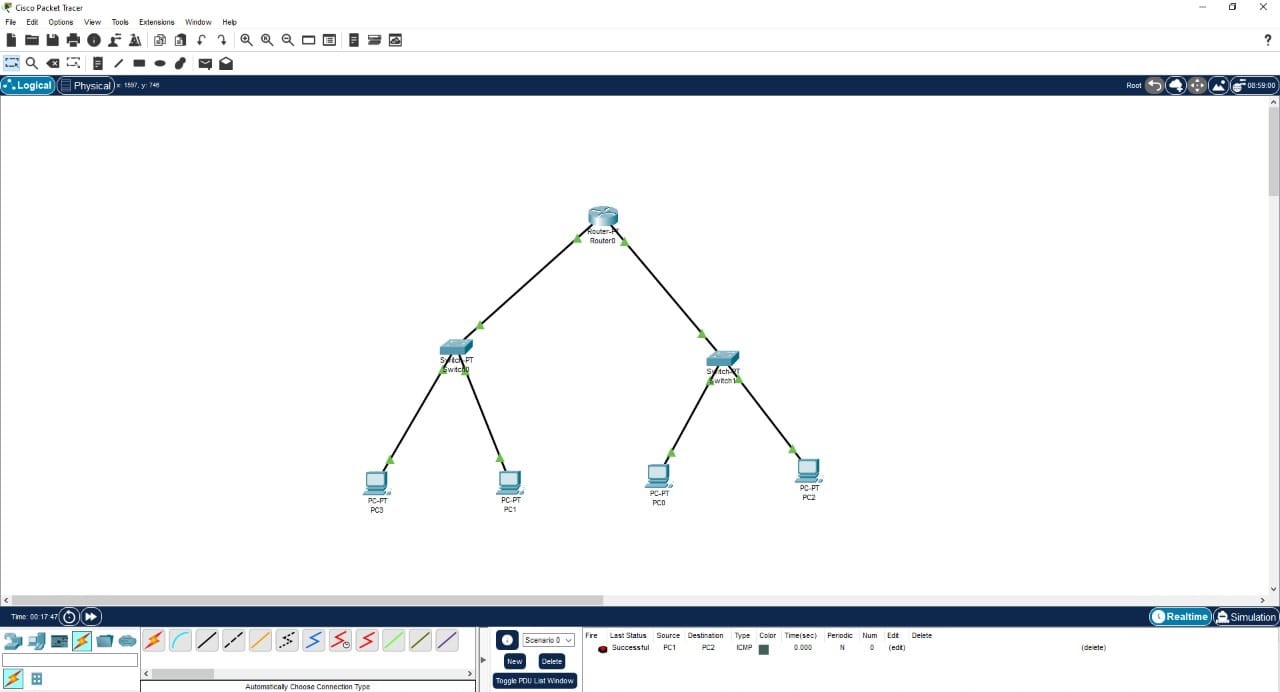 Cisco Packet Tracer
File Edit Options View Tools Extensions Window Help
?
Logical Physical x: 1597, y: 746 Root 08:59:00
Router-PT
Router0
Switch-PT
Switch0
Switch-PT
Switch1
PC-PT
PC3
PC-PT
PC1
PC-PT
PC0
PC-PT
PC2
Time: 00:17:47 Realtime Simulation
Scenario 0
New Delete
Toggle PDU List Window
Fire Last Status Source Destination Type Color Time(sec) Periodic Num Edit Delete
Successful PC1 PC2 ICMP 0.000 N 0 (edit) (delete)
Automatically Choose Connection Type